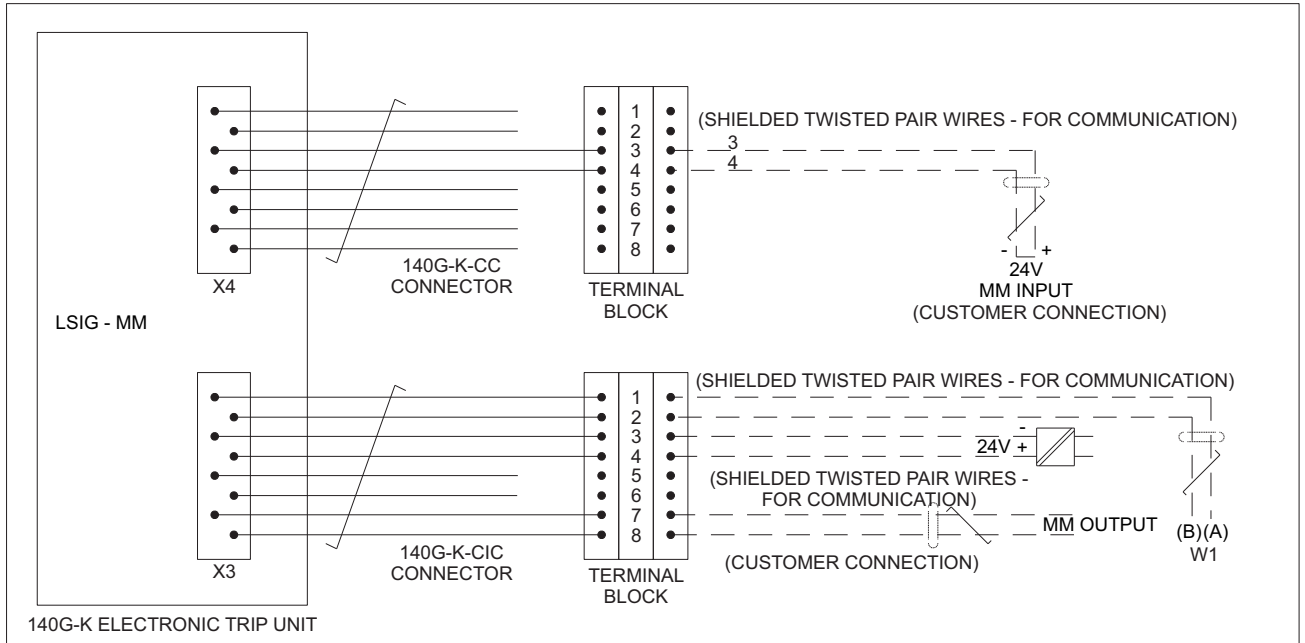 1
2
3
4
5
6
7
8
(SHIELDED TWISTED PAIR WIRES - FOR COMMUNICATION)
3
4
140G-K-CC
CONNECTOR
X4
TERMINAL
BLOCK
- +
24V
MM INPUT
(CUSTOMER CONNECTION)
LSIG - MM
1
2
3
4
5
6
7
8
(SHIELDED TWISTED PAIR WIRES - FOR COMMUNICATION)
-
24V +
(SHIELDED TWISTED PAIR WIRES -
FOR COMMUNICATION)
MM OUTPUT
(B)(A)
W1
(CUSTOMER CONNECTION)
140G-K-CIC
CONNECTOR
X3
TERMINAL
BLOCK
140G-K ELECTRONIC TRIP UNIT